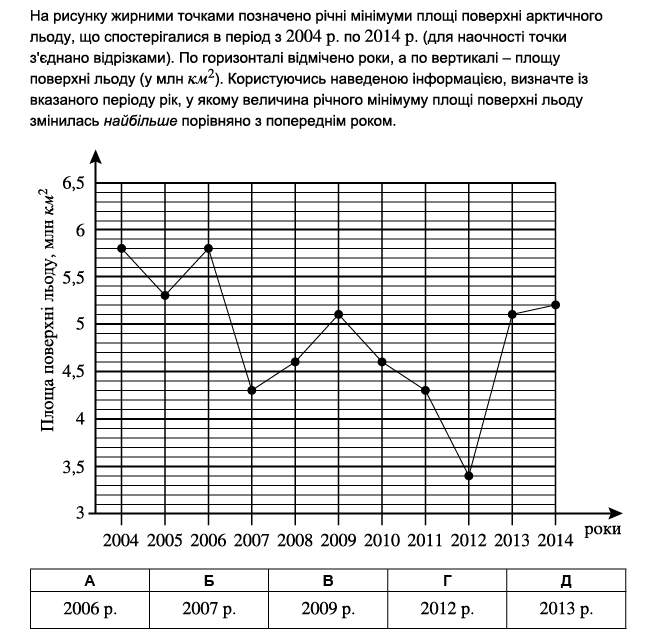 На рисунку жирними точками позначено річні мінімуми площі поверхні арктичного
льоду, що спостерігалися в період з 2004 р. по 2014 р. (для наочності точки
з'єднано відрізками). По горизонталі відмічено роки, а по вертикалі – площу
поверхні льоду (у млн км²). Користуючись наведеною інформацією, визначте із
вказаного періоду рік, у якому величина річного мінімуму площі поверхні льоду
змінилась найбільше порівняно з попереднім роком.
Площа поверхні льоду, млн км²
6,5
6
5,5
5
4,5
4
3,5
3
2004 2005 2006 2007 2008 2009 2010 2011 2012 2013 2014
роки
А Б В Г Д
2006 р. 2007 р. 2009 р. 2012 р. 2013 р.